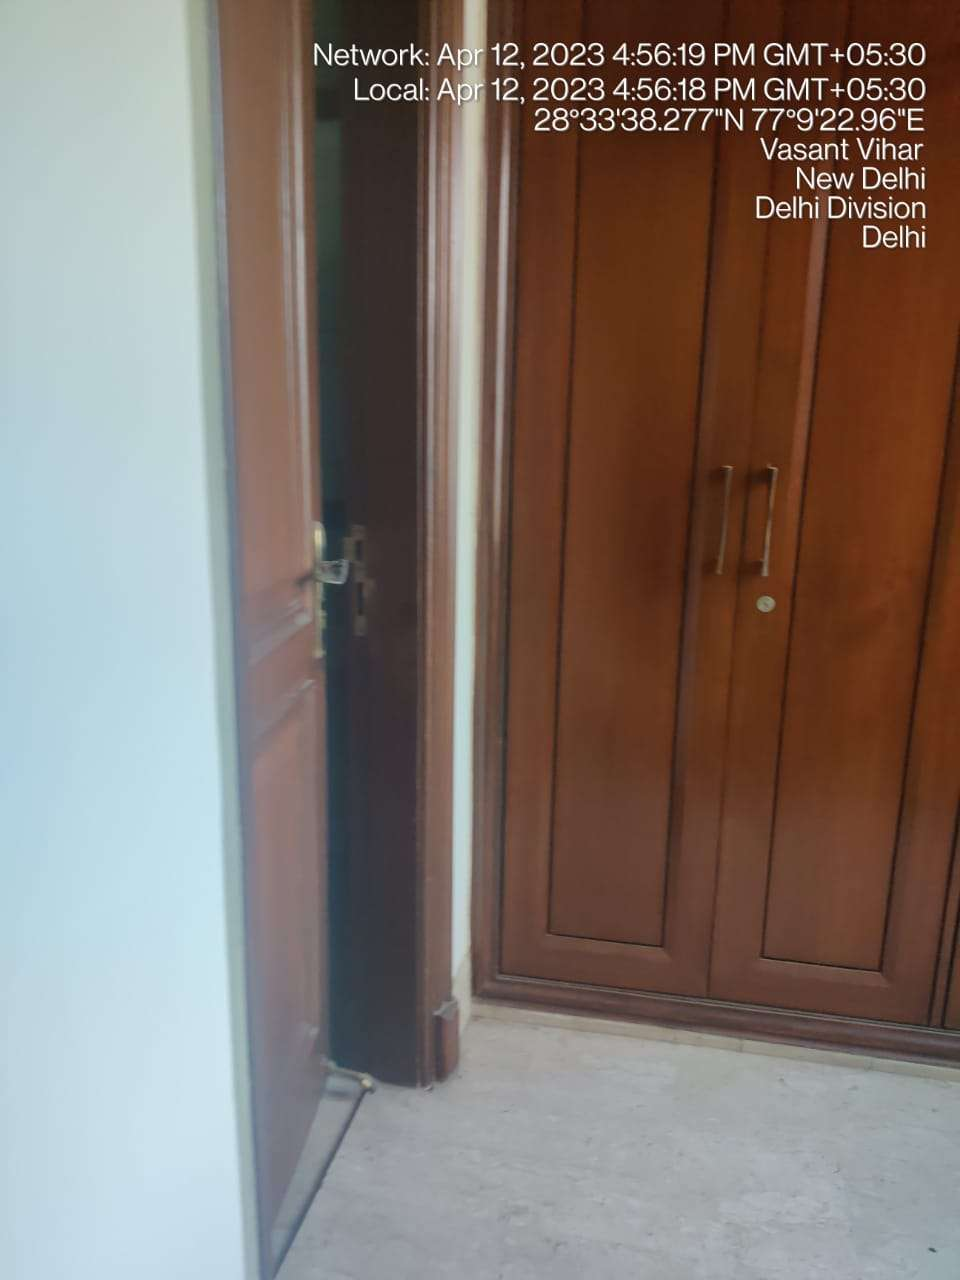 Network: Apr 12, 2023 4:56:19 PM GMT+05:30
Local: Apr 12, 2023 4:56:18 PM GMT+05:30
28°33'38.277"N 77°9'22.96"E
Vasant Vihar
New Delhi
Delhi Division
Delhi